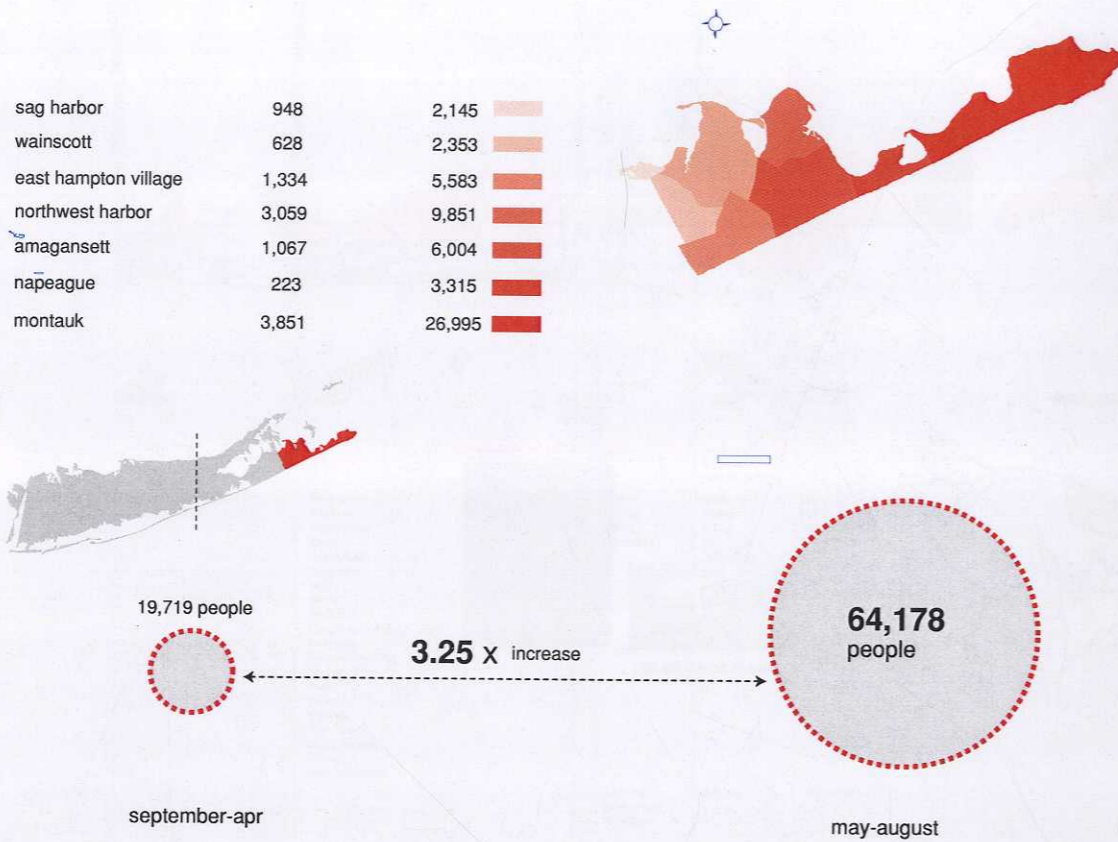 sag harbor 948 2,145
wainscott 628 2,353
east hampton village 1,334 5,583
northwest harbor 3,059 9,851
amagansett 1,067 6,004
napeague 223 3,315
montauk 3,851 26,995
19,719 people
3.25 x increase
64,178
people
september-apr
may-august